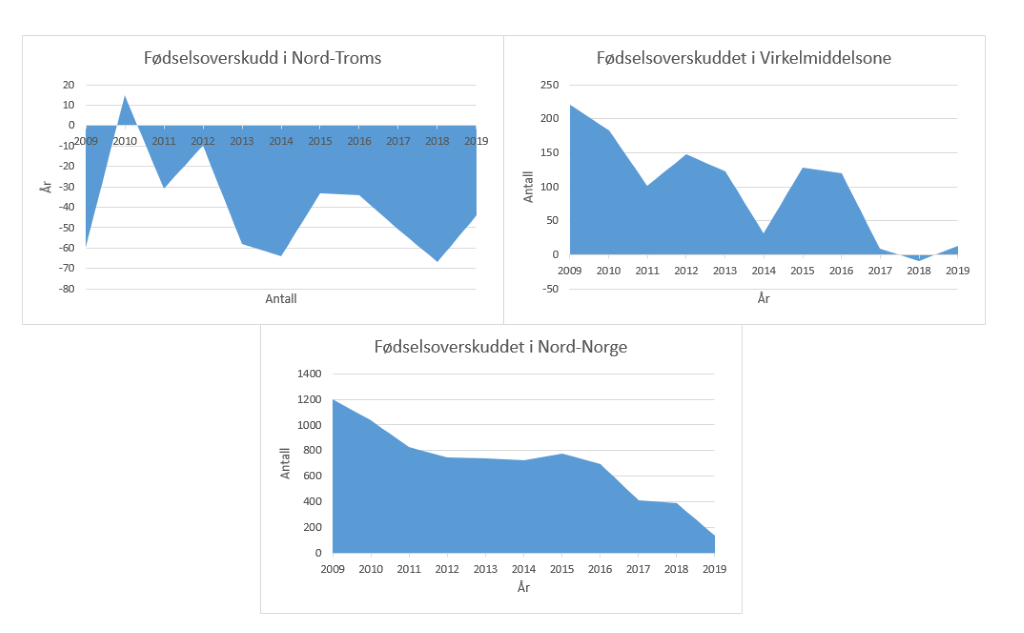 Fødselsoverskudd i Nord-Troms
20
10
0
-10
-20
-30
-40
-50
-60
-70
-80
2009 2010 2011 2012 2013 2014 2015 2016 2017 2018 2019
År
Antall
Fødselsoverskuddet i Virkelmiddelsone
250
200
150
100
50
0
-50
2009 2010 2011 2012 2013 2014 2015 2016 2017 2018 2019
Antall
År
Fødselsoverskuddet i Nord-Norge
1400
1200
1000
800
600
400
200
0
2009 2010 2011 2012 2013 2014 2015 2016 2017 2018 2019
Antall
År